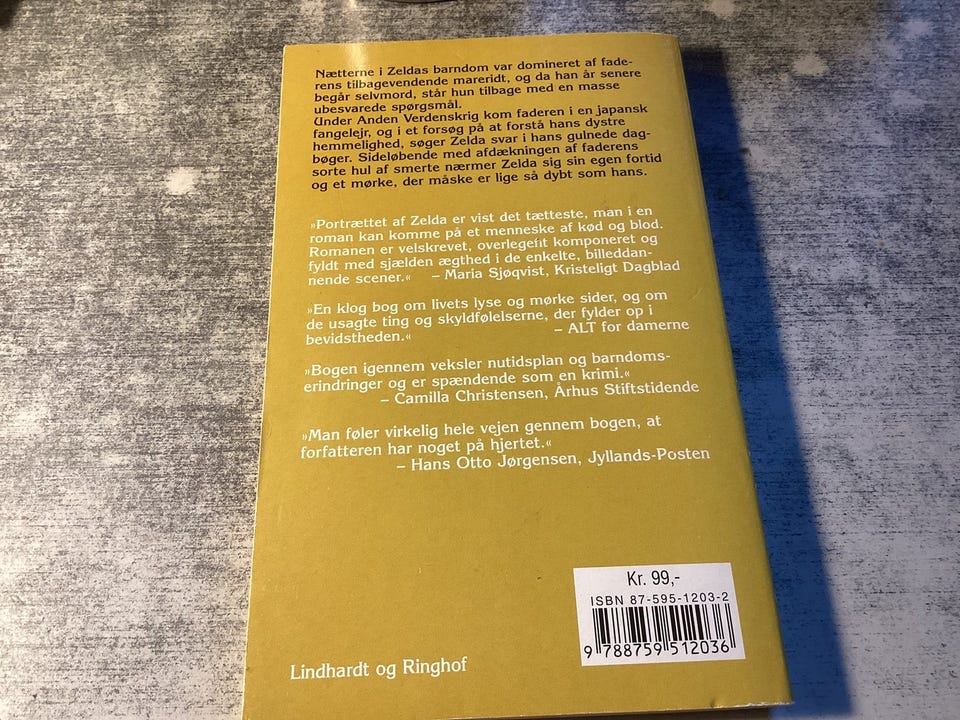 Nætterne i Zeldas barndom var domineret af fade-
rens tilbagevendende mareridt, og da han år senere
begår selvmord, står hun tilbage med en masse
ubesvarede spørgsmål.
Under Anden Verdenskrig kom faderen i en japansk
fangelejr, og i et forsøg på at forstå hans dystre
hemmelighed, søger Zelda svar i hans gulnede dag-
bøger. Sideløbende med afdækningen af faderens
sorte hul af smerte nærmer Zelda sig sin egen fortid
og et mørke, der måske er lige så dybt som hans.
»Portrættet af Zelda er vist det tætteste, man i en
roman kan komme på et menneske af kød og blod.
Romanen er velskrevet, overlegent komponeret og
fyldt med sjælden ægthed i de enkelte, billeddan-
nende scener.« – Maria Sjøqvist, Kristeligt Dagblad
»En klog bog om livets lyse og mørke sider, og om
de usagte ting og skyldfølelserne, der fylder op i
bevidstheden.« – ALT for damerne
»Bogen igennem veksler nutidsplan og barndoms-
erindringer og er spændende som en krimi.«
– Camilla Christensen, Århus Stiftstidende
»Man føler virkelig hele vejen gennem bogen, at
forfatteren har noget på hjertet.«
– Hans Otto Jørgensen, Jyllands-Posten
Kr. 99,-
ISBN 87-595-1203-2
9 788759 512036
Lindhardt og Ringhof